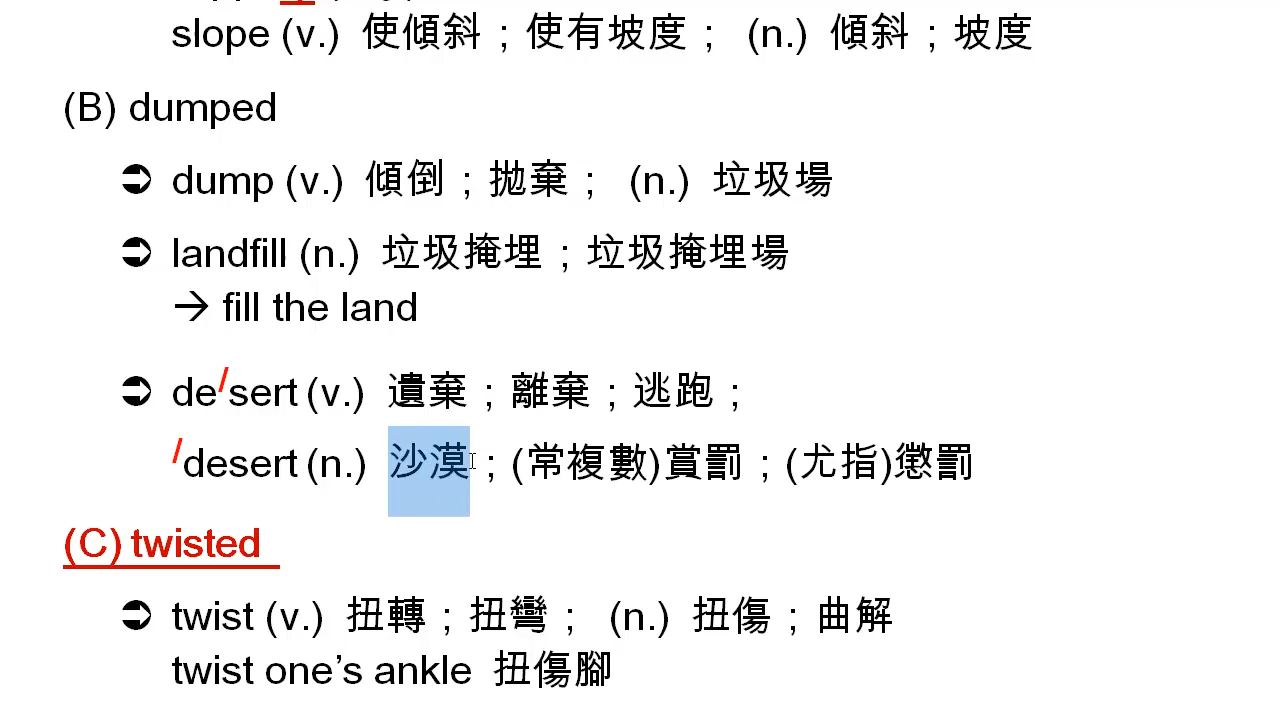 slope (v.) 使傾斜；使有坡度； (n.) 傾斜；坡度
(B) dumped
➲ dump (v.) 傾倒；拋棄； (n.) 垃圾場
➲ landfill (n.) 垃圾掩埋；垃圾掩埋場
→ fill the land
➲ de/sert (v.) 遺棄；離棄；逃跑；
/desert (n.) 沙漠；(常複數)賞罰；(尤指)懲罰
(C) twisted
➲ twist (v.) 扭轉；扭彎； (n.) 扭傷；曲解
twist one’s ankle 扭傷腳